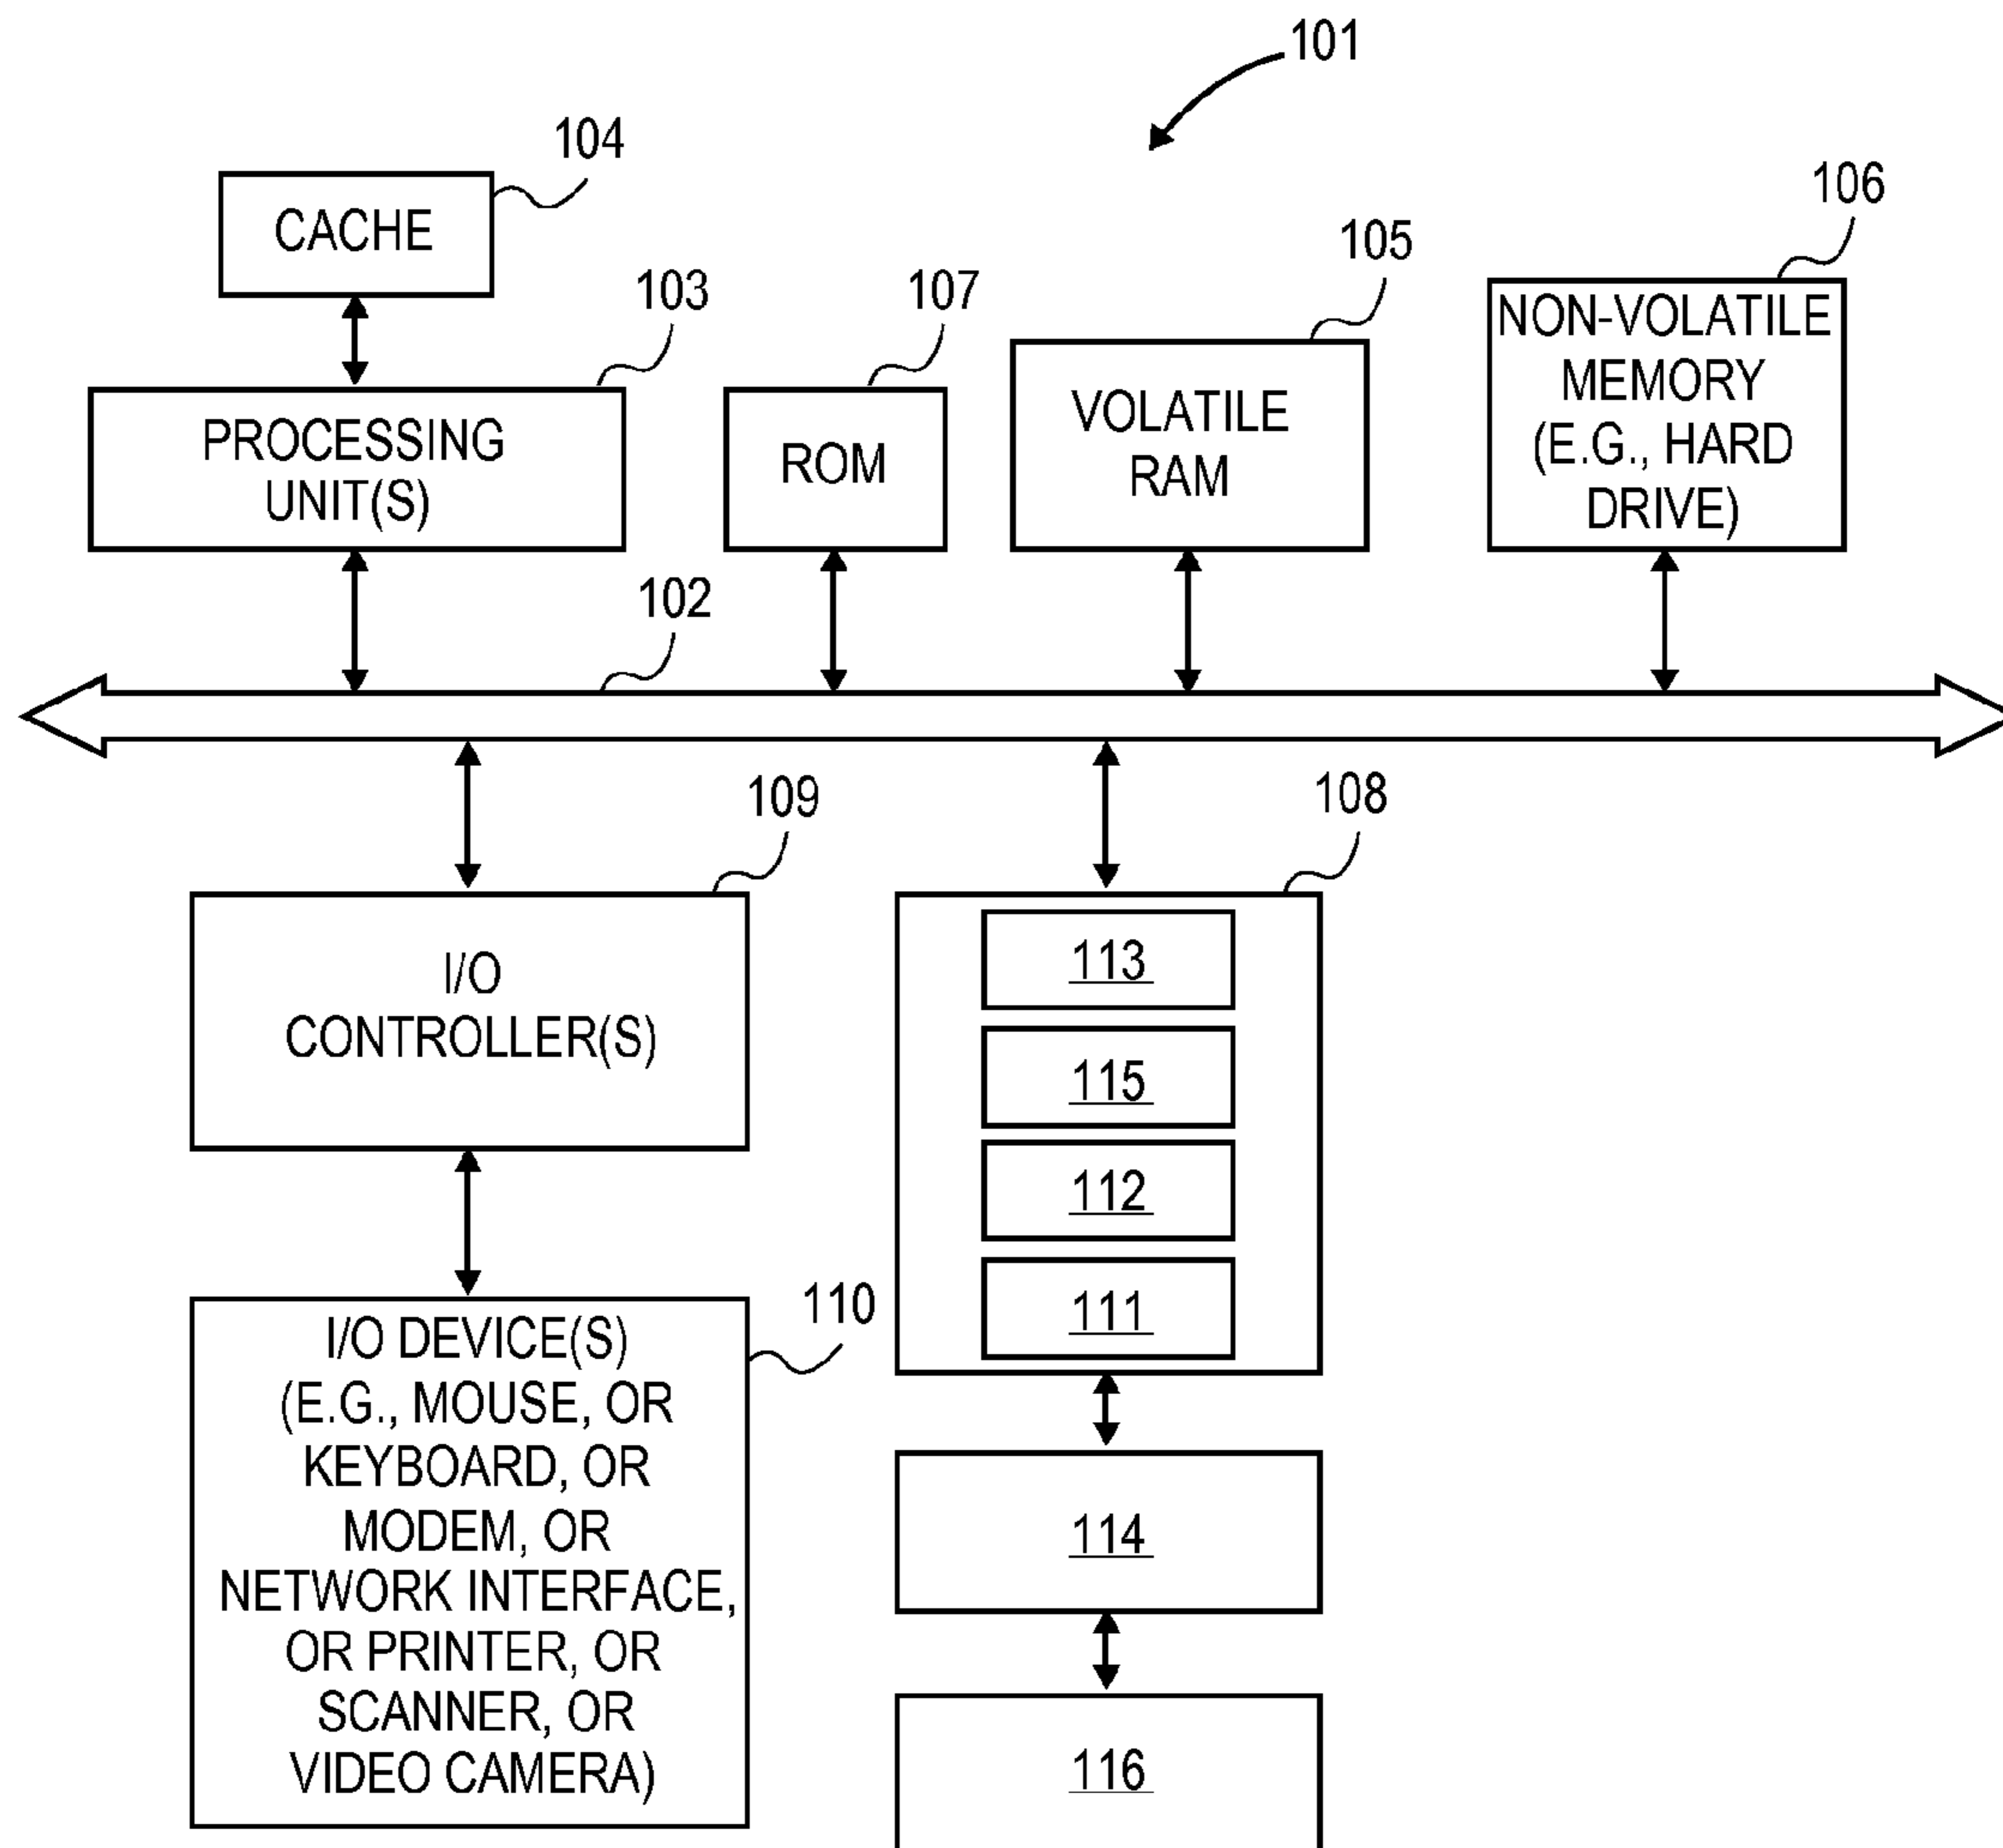 101
104
CACHE
106
105
103
107
NON-VOLATILE
MEMORY
(E.G., HARD
DRIVE)
VOLATILE
RAM
PROCESSING
UNIT(S)
ROM
102
109
108
I/O
CONTROLLER(S)
113
115
112
111
110
I/O DEVICE(S)
(E.G., MOUSE, OR
KEYBOARD, OR
MODEM, OR
NETWORK INTERFACE,
OR PRINTER, OR
SCANNER, OR
VIDEO CAMERA)
114
116